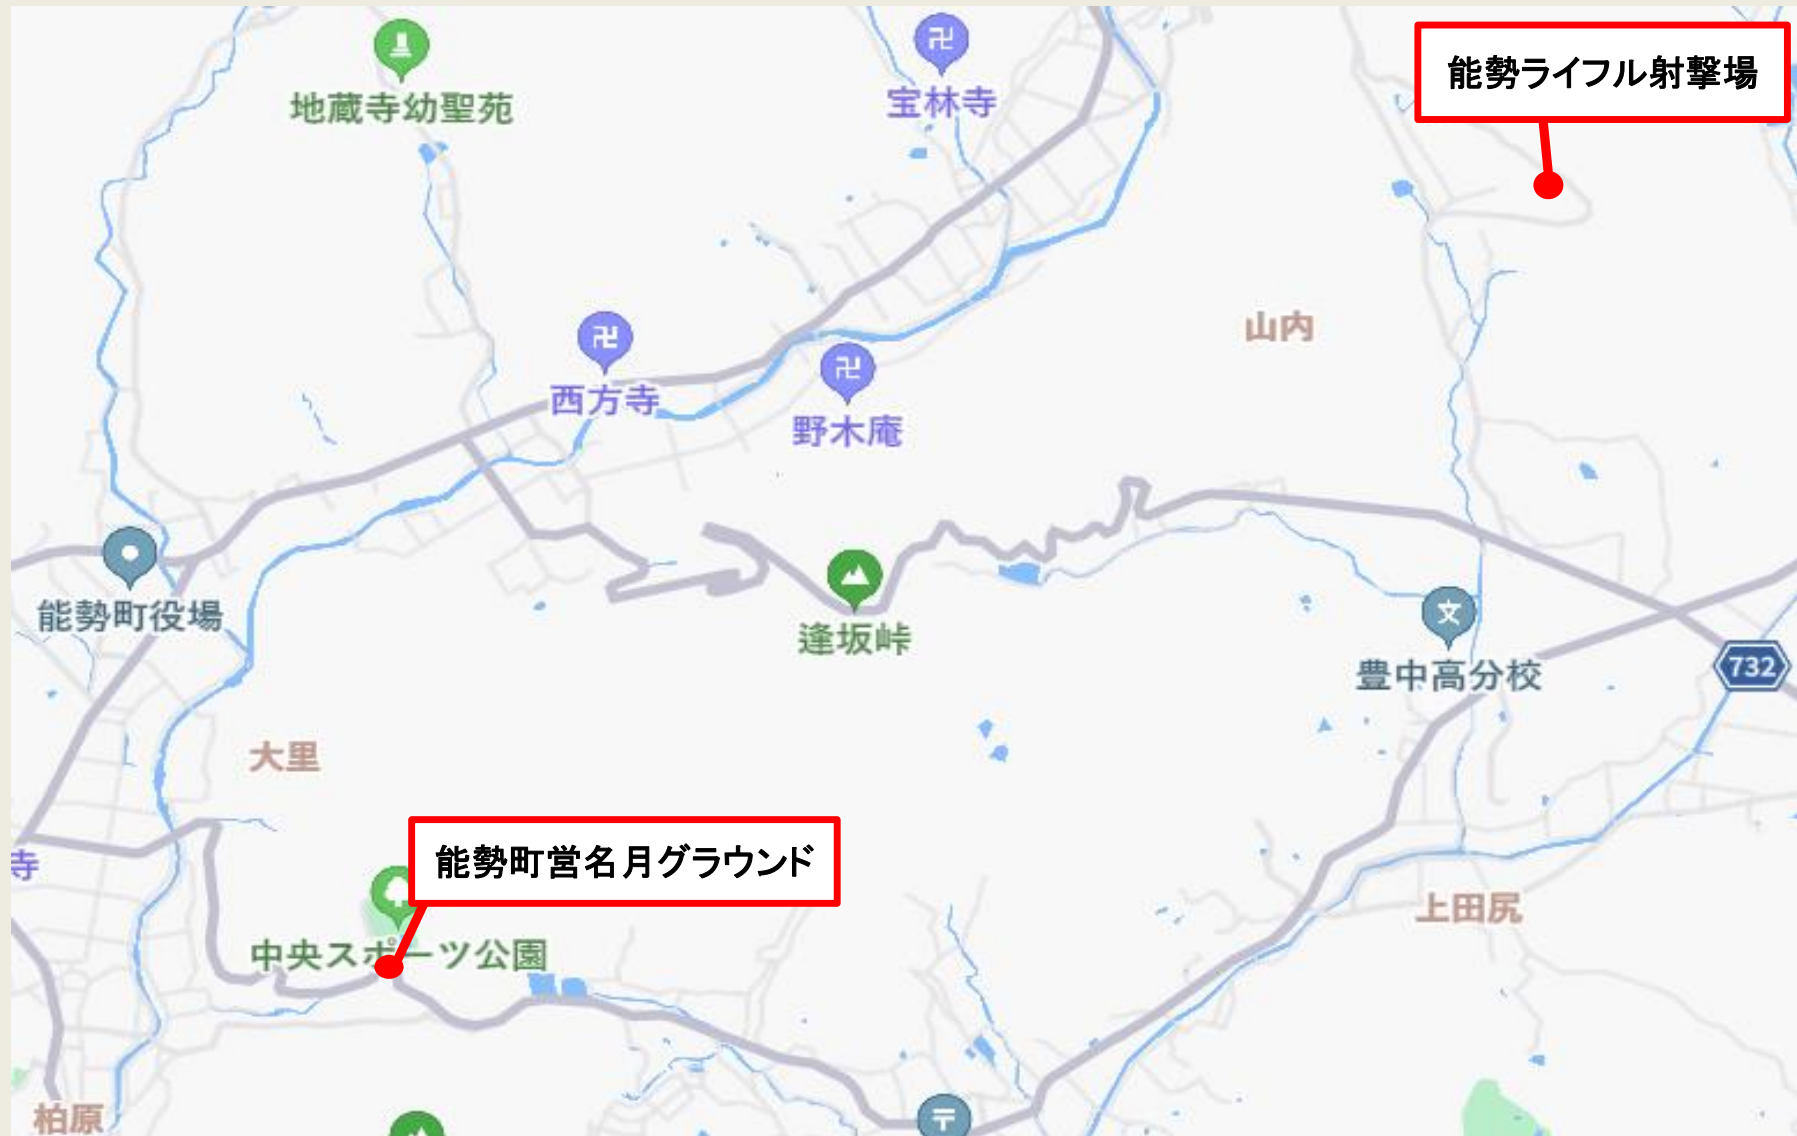 能勢ライフル射撃場
地蔵寺幼聖苑
宝林寺
山内
西方寺
野木庵
能勢町役場
逢坂峠
豊中高分校
732
大里
能勢町営名月グラウンド
寺
上田尻
中央スポーツ公園
柏原